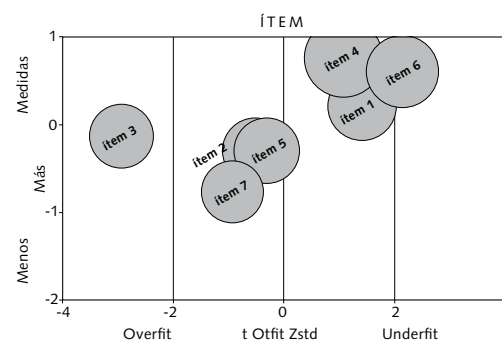 ÍTEM
1
0
-1
-2
Medidas
Más
Menos
ítem 4
ítem 6
ítem 1
ítem 3
ítem 2
ítem 5
ítem 7
-4
-2
0
2
Overfit
t Otfit Zstd
Underfit